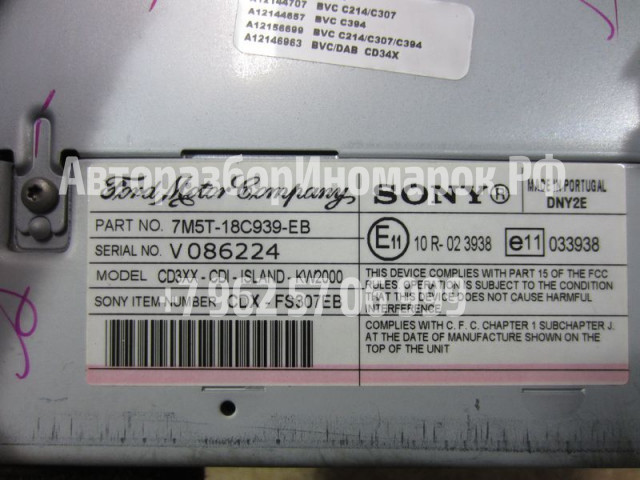 A12144707 BVC C214/C307
A12144857 BVC C394
A12156699 BVC C214/C307/C394
A12146963 BVC/DAB CD34X
АвторазборИномарок.РФ
Ford Motor Company
SONY®
MADE IN PORTUGAL
DNY2E
PART NO. 7M5T-18C939-EB
SERIAL NO. V086224
MODEL CD3XX - CDI - ISLAND - KW2000
SONY ITEM NUMBER: CDX - FS307EB
E11 10 R- 02 3938 e11 033938
THIS DEVICE COMPLIES WITH PART 15 OF THE FCC
RULES. OPERATION IS SUBJECT TO THE CONDITION
THAT THIS DEVICE DOES NOT CAUSE HARMFUL
INTERFERENCE
COMPLIES WITH C. F. C. CHAPTER 1 SUBCHAPTER J.
AT THE DATE OF MANUFACTURE SHOWN ON THE
TOP OF THE UNIT